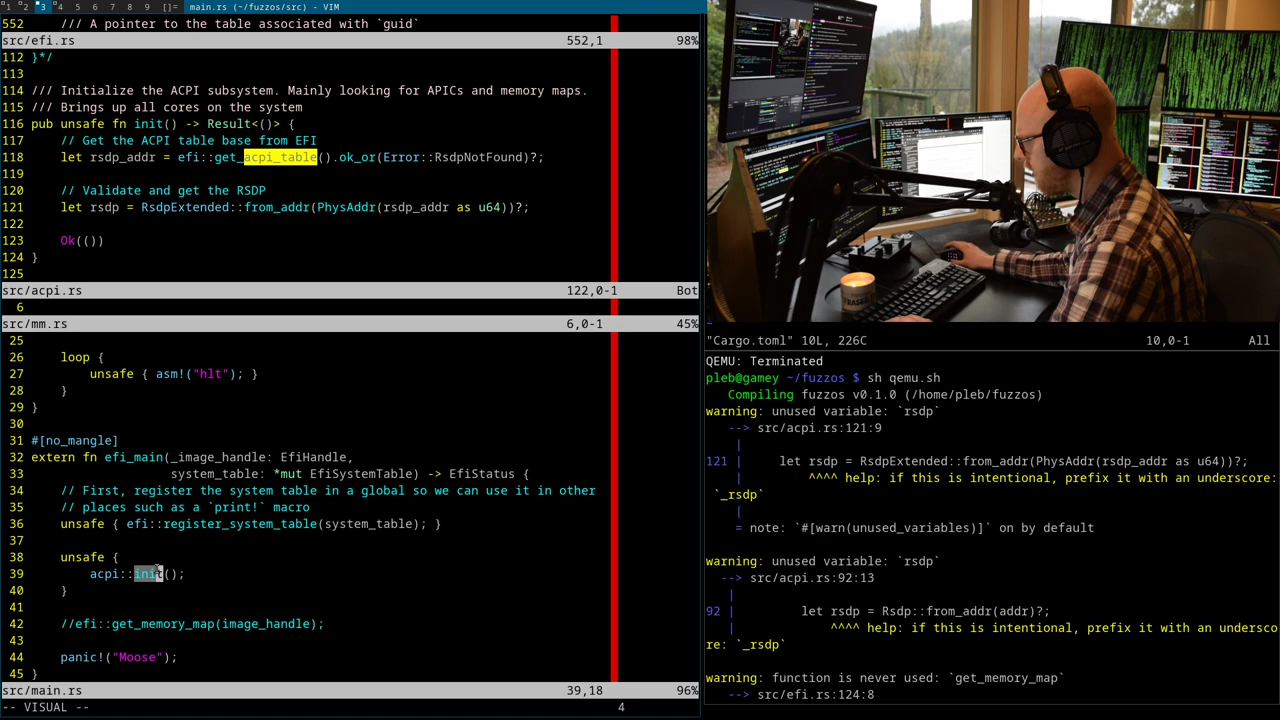 1 2 3 4 5 6 7 8 9 []= main.rs (~/fuzzos/src) - VIM
552 /// A pointer to the table associated with `guid`
src/efi.rs 552,1 98%
112 }*/
113
114 /// Initialize the ACPI subsystem. Mainly looking for APICs and memory maps.
115 /// Brings up all cores on the system
116 pub unsafe fn init() -> Result<()> {
117 // Get the ACPI table base from EFI
118 let rsdp_addr = efi::get_acpi_table().ok_or(Error::RsdpNotFound)?;
119
120 // Validate and get the RSDP
121 let rsdp = RsdpExtended::from_addr(PhysAddr(rsdp_addr as u64))?;
122
123 Ok(())
124 }
125
src/acpi.rs 122,0-1 Bot
6
src/mm.rs 6,0-1 45%
25
26 loop {
27 unsafe { asm!("hlt"); }
28 }
29 }
30
31 #[no_mangle]
32 extern fn efi_main(_image_handle: EfiHandle,
33 system_table: *mut EfiSystemTable) -> EfiStatus {
34 // First, register the system table in a global so we can use it in other
35 // places such as a `print!` macro
36 unsafe { efi::register_system_table(system_table); }
37
38 unsafe {
39 acpi::init();
40 }
41
42 //efi::get_memory_map(image_handle);
43
44 panic!("Moose");
45 }
src/main.rs 39,18 96%
-- VISUAL -- 4
~
"Cargo.toml" 10L, 226C 10,0-1 All
QEMU: Terminated
pleb@gamey ~/fuzzos $ sh qemu.sh
Compiling fuzzos v0.1.0 (/home/pleb/fuzzos)
warning: unused variable: `rsdp`
--> src/acpi.rs:121:9
|
121 | let rsdp = RsdpExtended::from_addr(PhysAddr(rsdp_addr as u64))?;
| ^^^^ help: if this is intentional, prefix it with an underscore:
`_rsdp`
|
= note: `#[warn(unused_variables)]` on by default
warning: unused variable: `rsdp`
--> src/acpi.rs:92:13
|
92 | let rsdp = Rsdp::from_addr(addr)?;
| ^^^^ help: if this is intentional, prefix it with an undersco
re: `_rsdp`
warning: function is never used: `get_memory_map`
--> src/efi.rs:124:8